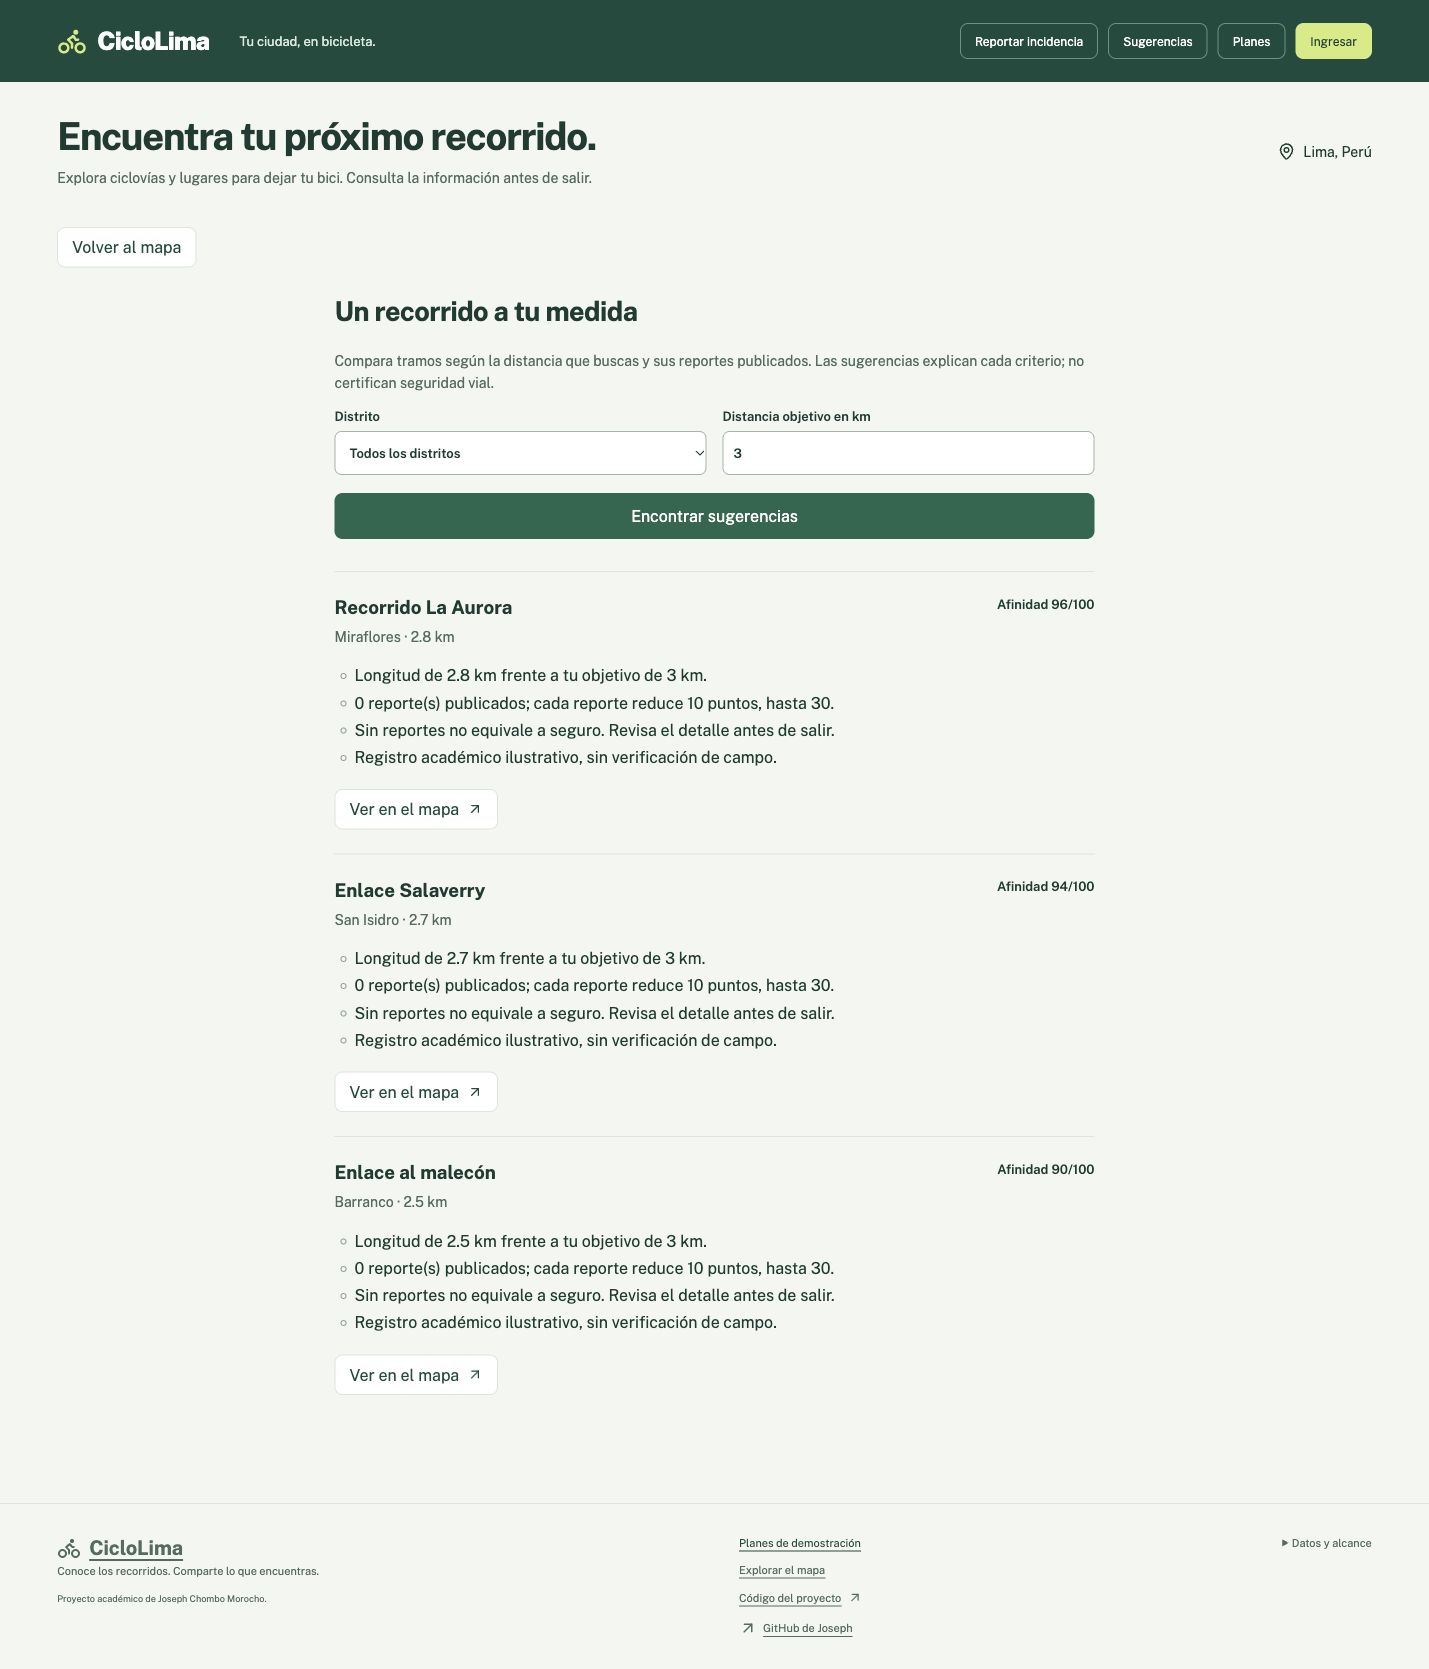 CicloLima
Tu ciudad, en bicicleta.
Reportar incidencia
Sugerencias
Planes
Ingresar
Encuentra tu próximo recorrido.
Explora ciclovías y lugares para dejar tu bici. Consulta la información antes de salir.
Lima, Perú
Volver al mapa
Un recorrido a tu medida
Compara tramos según la distancia que buscas y sus reportes publicados. Las sugerencias explican cada criterio; no
certifican seguridad vial.
Distrito
Distancia objetivo en km
Todos los distritos
3
Encontrar sugerencias
Recorrido La Aurora
Afinidad 96/100
Miraflores · 2.8 km
Longitud de 2.8 km frente a tu objetivo de 3 km.
0 reporte(s) publicados; cada reporte reduce 10 puntos, hasta 30.
Sin reportes no equivale a seguro. Revisa el detalle antes de salir.
Registro académico ilustrativo, sin verificación de campo.
Ver en el mapa
Enlace Salaverry
Afinidad 94/100
San Isidro · 2.7 km
Longitud de 2.7 km frente a tu objetivo de 3 km.
0 reporte(s) publicados; cada reporte reduce 10 puntos, hasta 30.
Sin reportes no equivale a seguro. Revisa el detalle antes de salir.
Registro académico ilustrativo, sin verificación de campo.
Ver en el mapa
Enlace al malecón
Afinidad 90/100
Barranco · 2.5 km
Longitud de 2.5 km frente a tu objetivo de 3 km.
0 reporte(s) publicados; cada reporte reduce 10 puntos, hasta 30.
Sin reportes no equivale a seguro. Revisa el detalle antes de salir.
Registro académico ilustrativo, sin verificación de campo.
Ver en el mapa
CicloLima
Conoce los recorridos. Comparte lo que encuentras.
Proyecto académico de Joseph Chombo Morocho.
Planes de demostración
Explorar el mapa
Código del proyecto
GitHub de Joseph
Datos y alcance